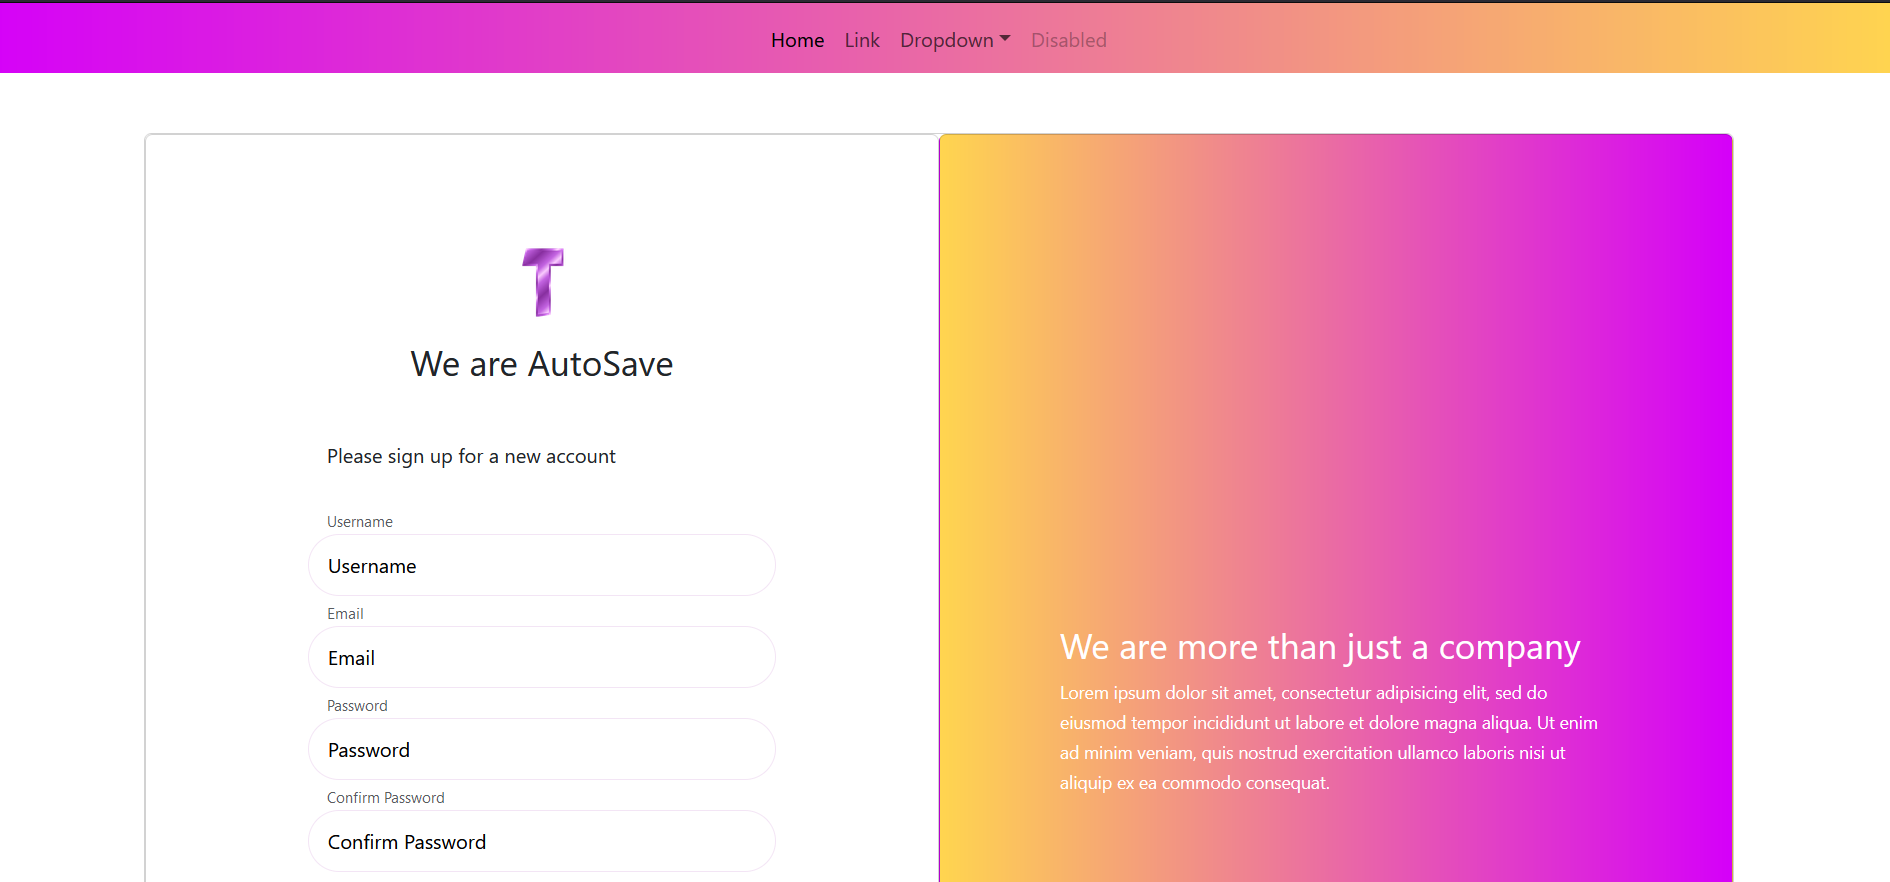 Home Link Dropdown Disabled
T
We are AutoSave
Please sign up for a new account
Username
Username
Email
Email
Password
Password
Confirm Password
Confirm Password
We are more than just a company
Lorem ipsum dolor sit amet, consectetur adipisicing elit, sed do
eiusmod tempor incididunt ut labore et dolore magna aliqua. Ut enim
ad minim veniam, quis nostrud exercitation ullamco laboris nisi ut
aliquip ex ea commodo consequat.